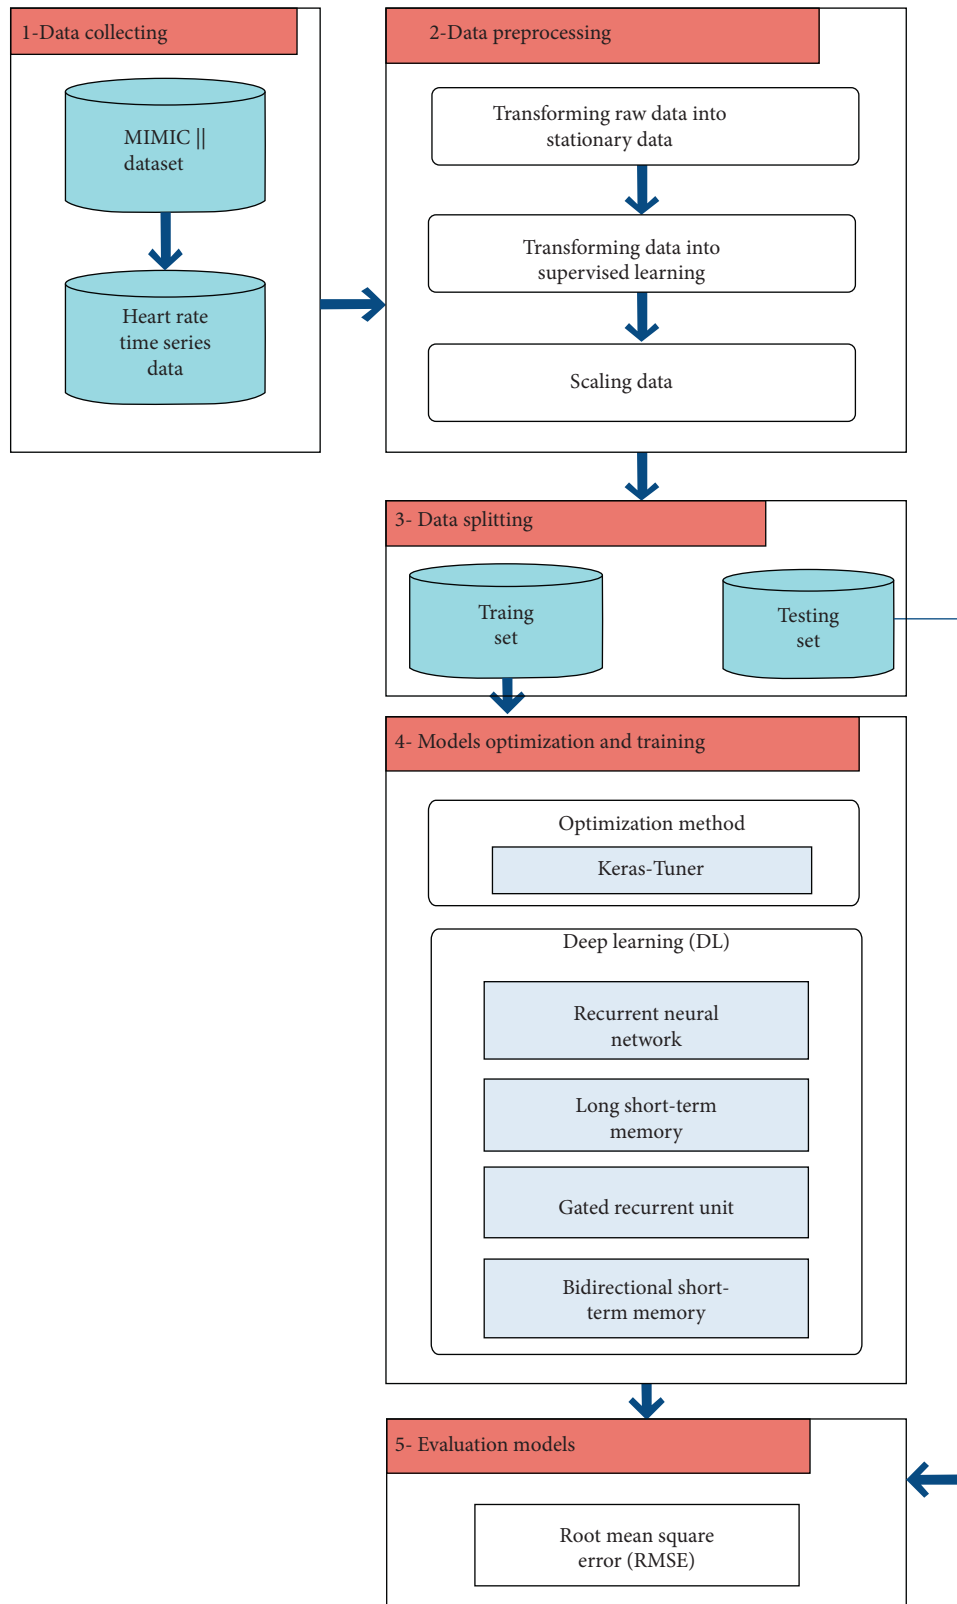 1-Data collecting
MIMIC ||
dataset
Heart rate
time series
data
2-Data preprocessing
Transforming raw data into
stationary data
Transforming data into
supervised learning
Scaling data
3- Data splitting
Traing
set
Testing
set
4- Models optimization and training
Optimization method
Keras-Tuner
Deep learning (DL)
Recurrent neural
network
Long short-term
memory
Gated recurrent unit
Bidirectional short-
term memory
5- Evaluation models
Root mean square
error (RMSE)